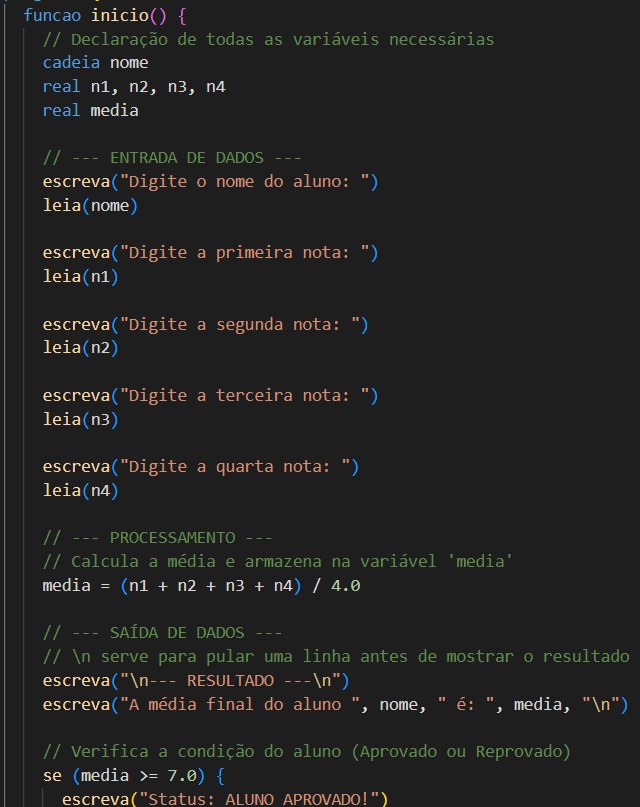 funcao inicio() {
// Declaração de todas as variáveis necessárias
cadeia nome
real n1, n2, n3, n4
real media
// --- ENTRADA DE DADOS ---
escreva("Digite o nome do aluno: ")
leia(nome)
escreva("Digite a primeira nota: ")
leia(n1)
escreva("Digite a segunda nota: ")
leia(n2)
escreva("Digite a terceira nota: ")
leia(n3)
escreva("Digite a quarta nota: ")
leia(n4)
// --- PROCESSAMENTO ---
// Calcula a média e armazena na variável 'media'
media = (n1 + n2 + n3 + n4) / 4.0
// --- SAÍDA DE DADOS ---
// \n serve para pular uma linha antes de mostrar o resultado
escreva("\n--- RESULTADO ---\n")
escreva("A média final do aluno ", nome, " é: ", media, "\n")
// Verifica a condição do aluno (Aprovado ou Reprovado)
se (media >= 7.0) {
escreva("Status: ALUNO APROVADO!")